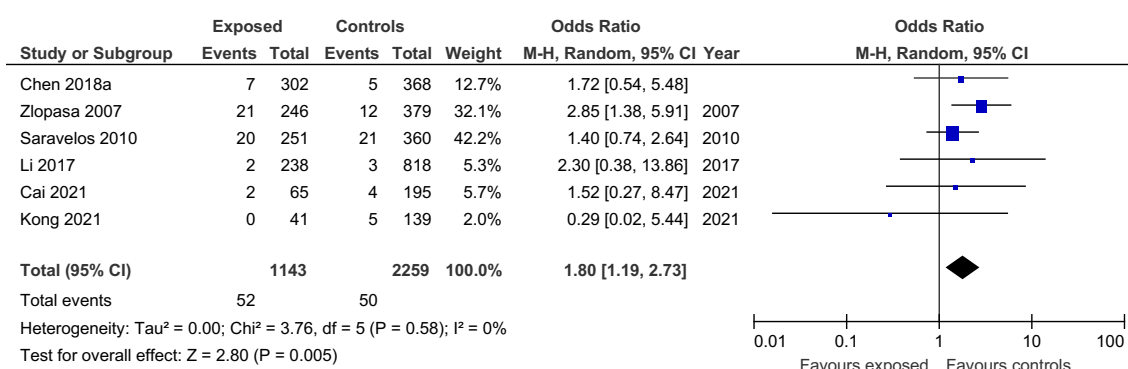 Exposed Controls Odds Ratio Odds Ratio
Study or Subgroup Events Total Events Total Weight M-H, Random, 95% CI Year M-H, Random, 95% CI
Chen 2018a 7 302 5 368 12.7% 1.72 [0.54, 5.48]
Zlopasa 2007 21 246 12 379 32.1% 2.85 [1.38, 5.91] 2007
Saravelos 2010 20 251 21 360 42.2% 1.40 [0.74, 2.64] 2010
Li 2017 2 238 3 818 5.3% 2.30 [0.38, 13.86] 2017
Cai 2021 2 65 4 195 5.7% 1.52 [0.27, 8.47] 2021
Kong 2021 0 41 5 139 2.0% 0.29 [0.02, 5.44] 2021
Total (95% CI) 1143 2259 100.0% 1.80 [1.19, 2.73]
Total events 52 50
Heterogeneity: Tau² = 0.00; Chi² = 3.76, df = 5 (P = 0.58); I² = 0%
Test for overall effect: Z = 2.80 (P = 0.005)
0.01 0.1 1 10 100
Favours exposed Favours controls